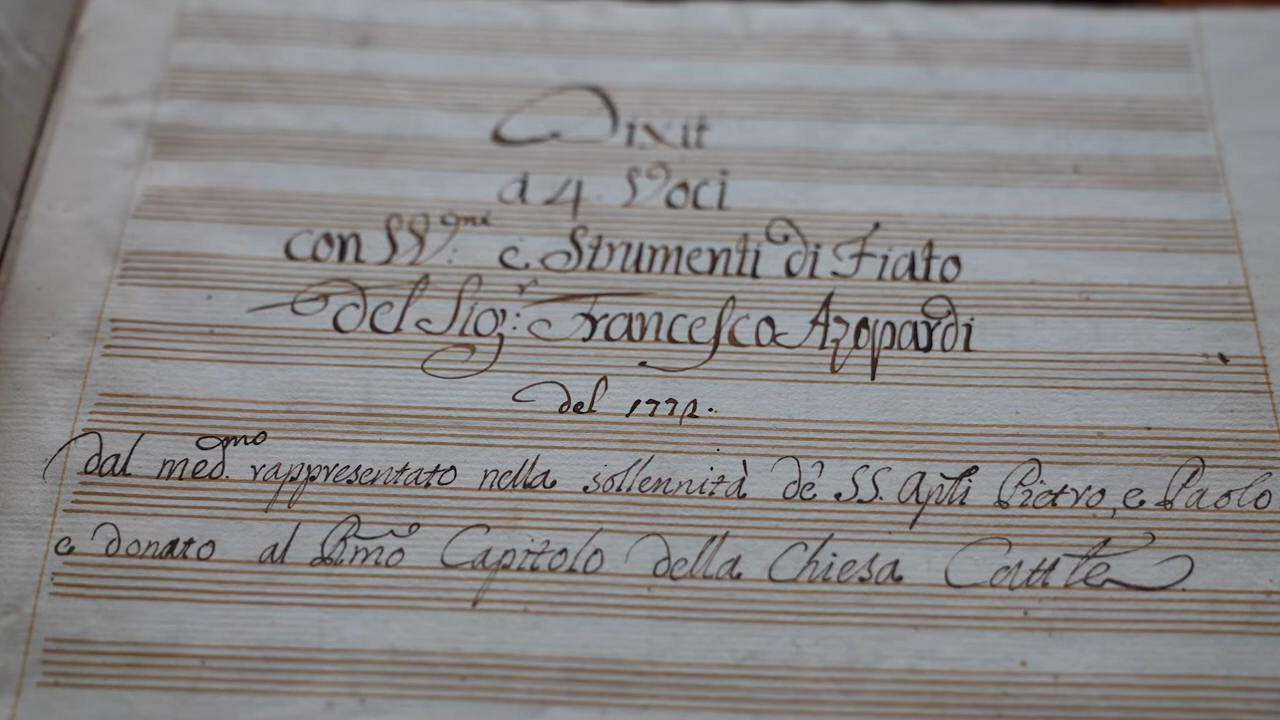 Dixit
a 4. Voci
con VV.ni e Strumenti di Fiato
del Sig.r Francesco Azopardi
del 1772.
dal med.mo rappresentato nella sollennità de SS. Apli Pietro, e Paolo
e donato al Rmo Capitolo della Chiesa Catt.le